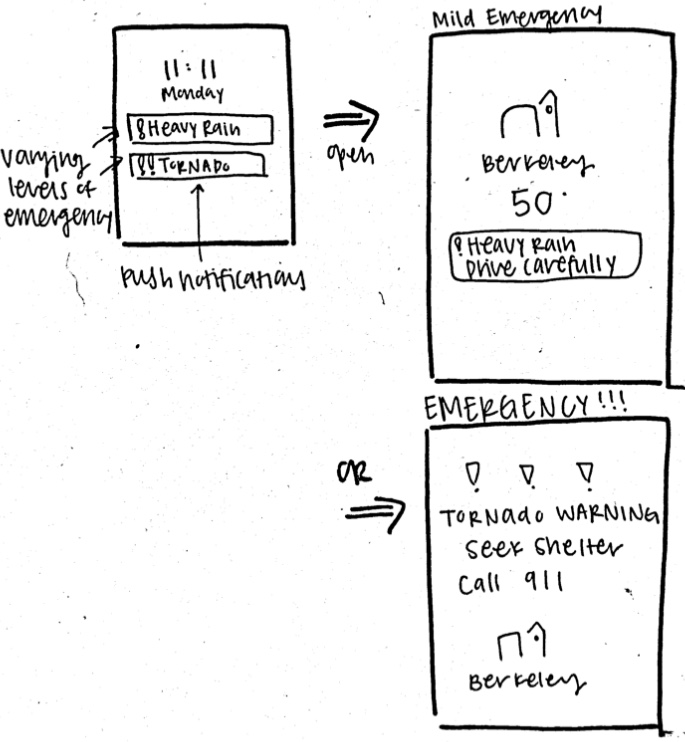 Mild Emergency
11:11
Monday
! Heavy Rain
!! TORNADO
varying
levels of
emergency
push notifications
open
Berkeley
50°
! Heavy Rain
Drive carefully
OR
EMERGENCY!!!
! ! !
TORNado WARNING
Seek Shelter
Call 911
Berkeley